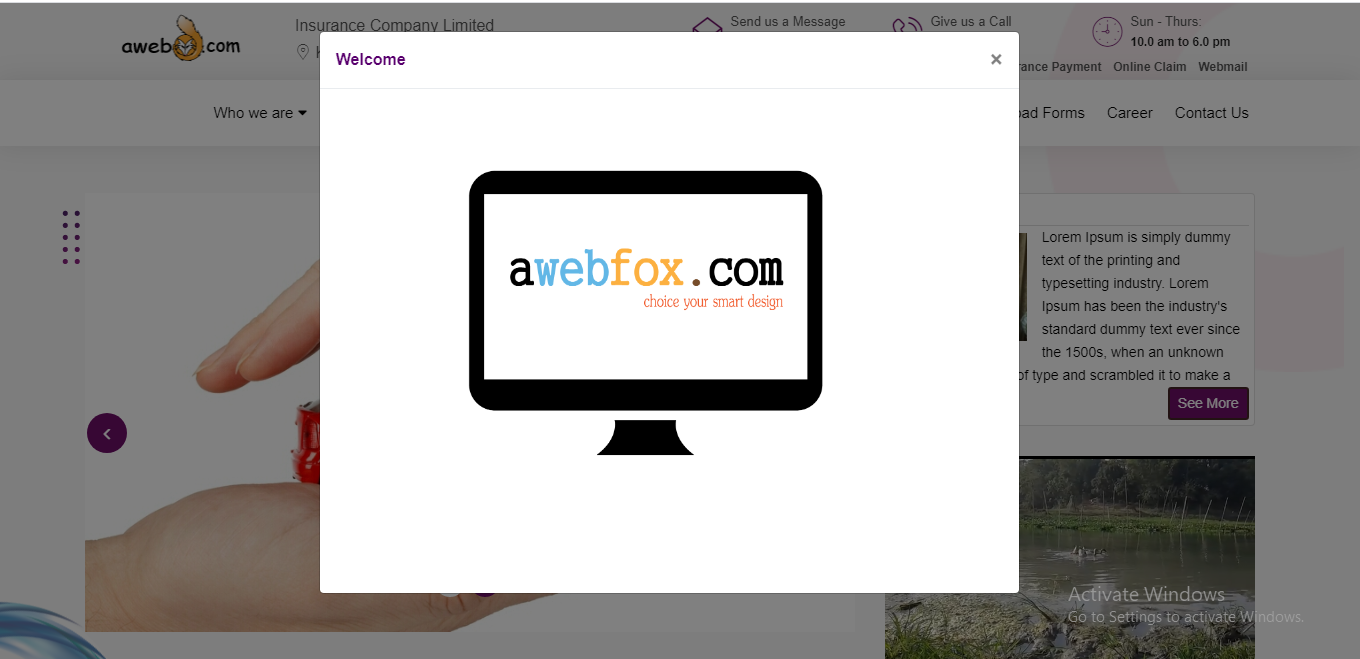 aweb
.com
Insurance Company Limited
Send us a Message
Give us a Call
Sun - Thurs:
10.0 am to 6.0 pm
Payment Online Claim Webmail
Who we are
Forms Career Contact Us
Welcome
×
awebfox.com
choice your smart design
Lorem Ipsum is simply dummy
text of the printing and
typesetting industry. Lorem
Ipsum has been the industry's
standard dummy text ever since
the 1500s, when an unknown
of type and scrambled it to make a
See More
Activate Windows
Go to Settings to activate Windows.